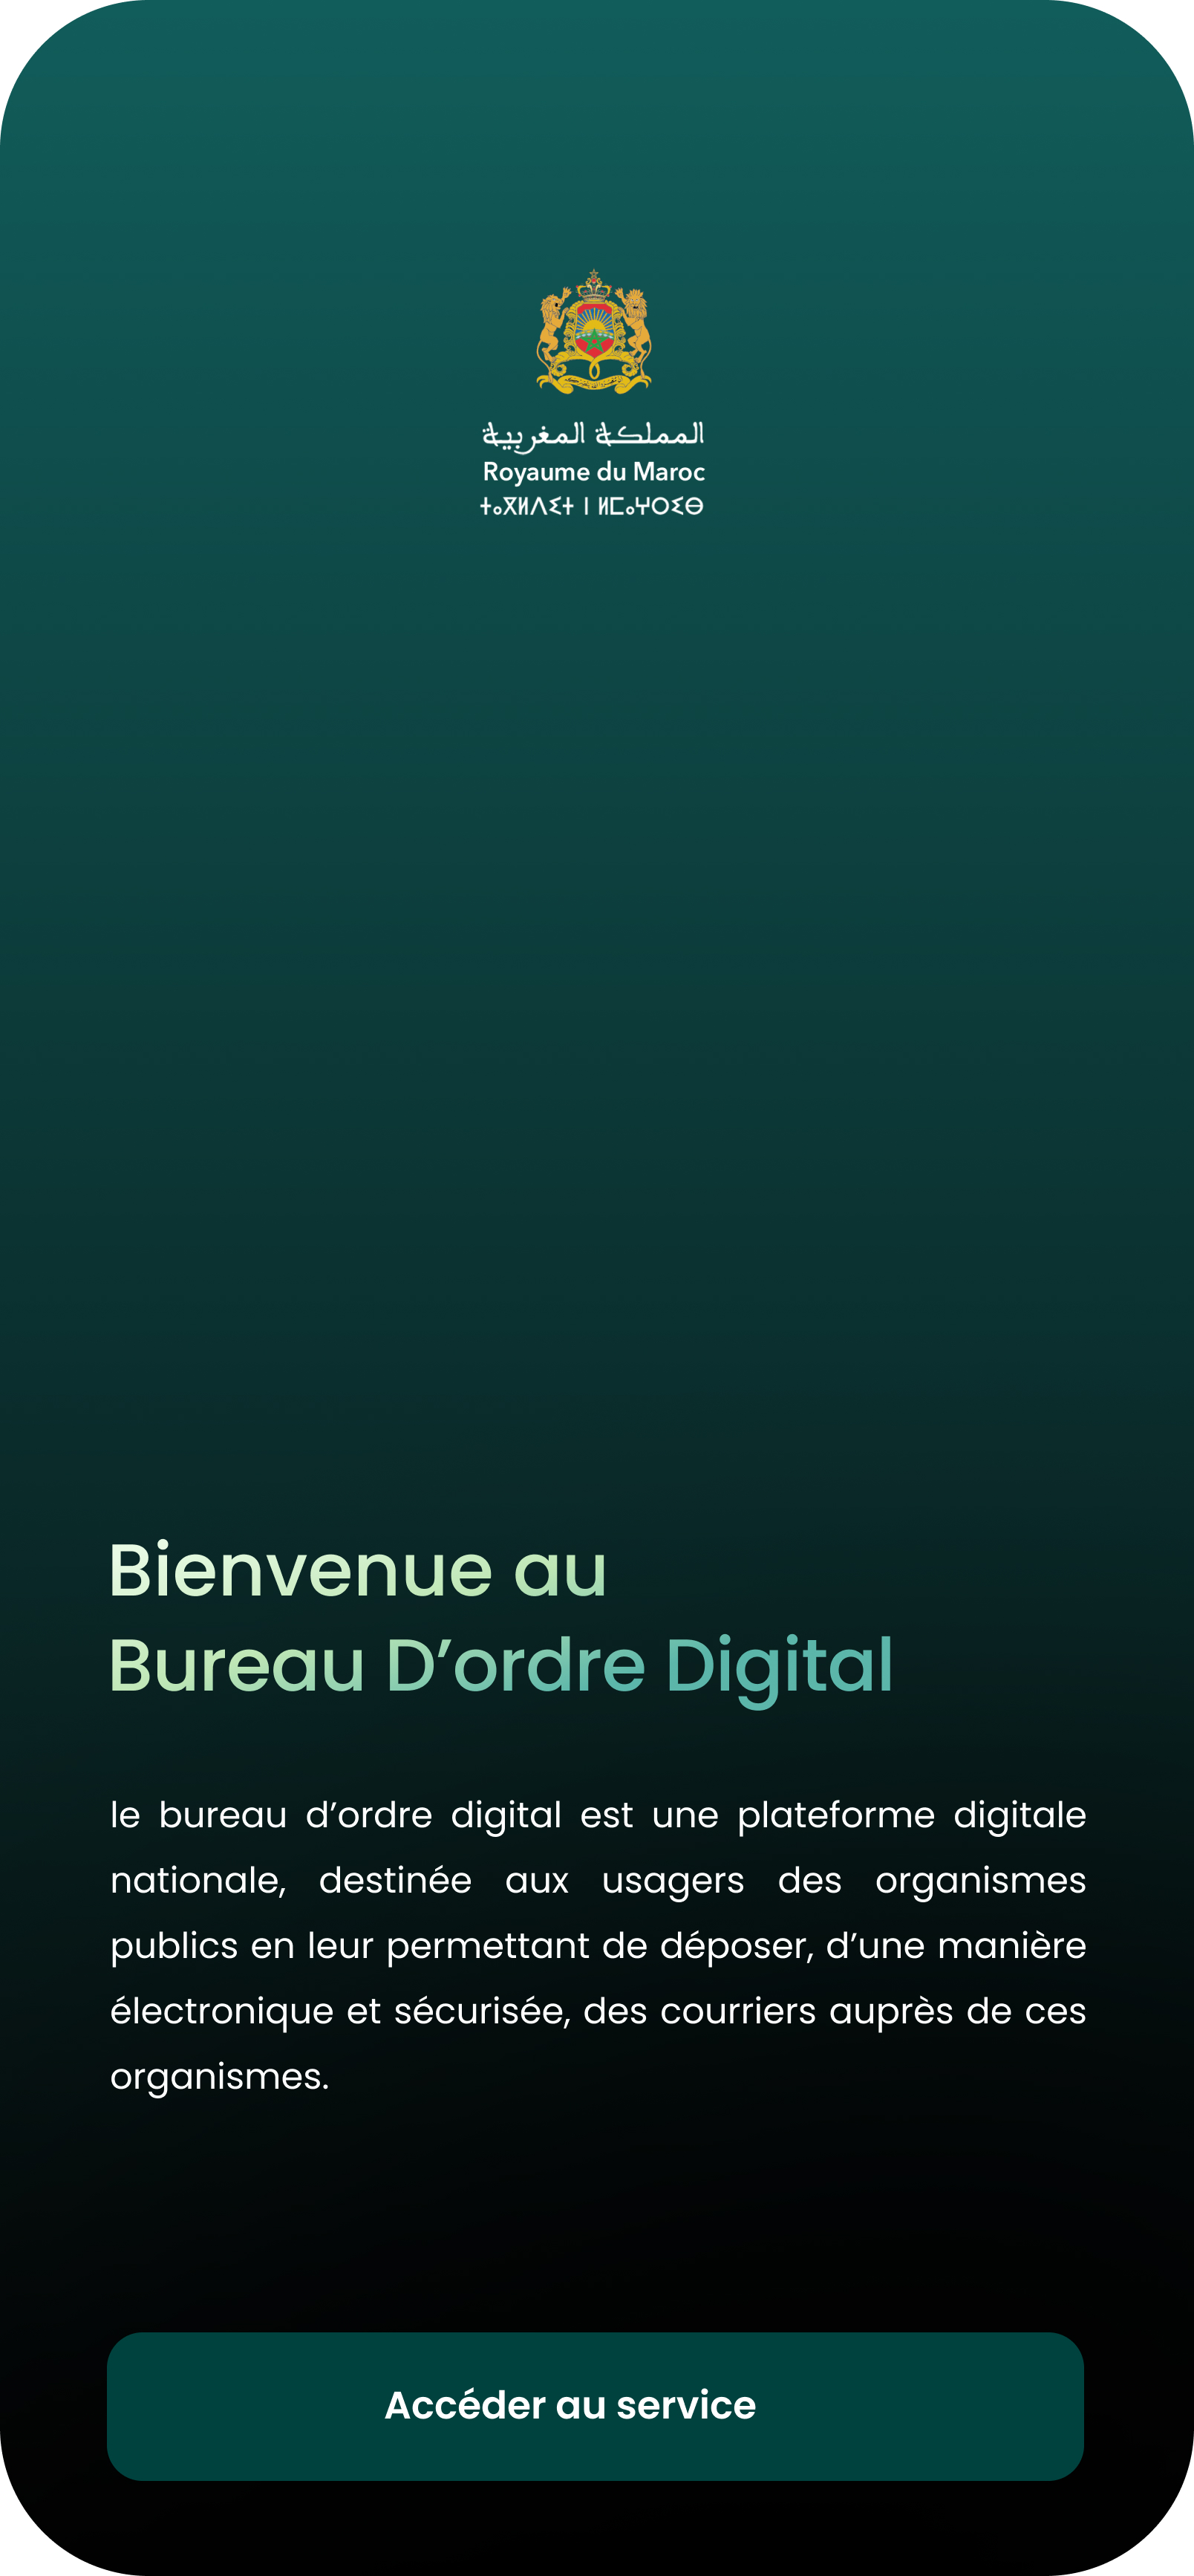 المملكة المغربية
Royaume du Maroc
ⵜⴰⴳⵍⴷⵉⵜ ⵏ ⵍⵎⴰⵖⵔⵉⴱ
Bienvenue au
Bureau D’ordre Digital
le bureau d’ordre digital est une plateforme digitale
nationale, destinée aux usagers des organismes
publics en leur permettant de déposer, d’une manière
électronique et sécurisée, des courriers auprès de ces
organismes.
Accéder au service